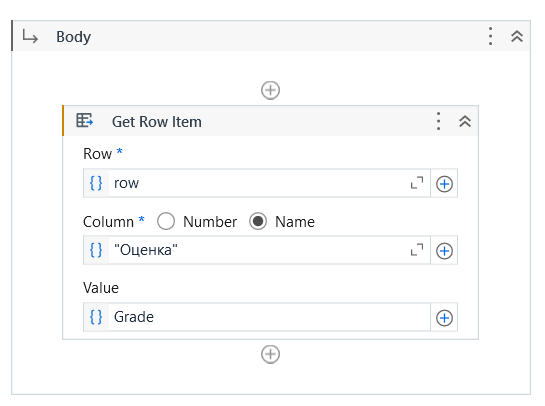 Body
Get Row Item
Row *
{} row
Column * Number Name
{} "Оценка"
Value
{} Grade